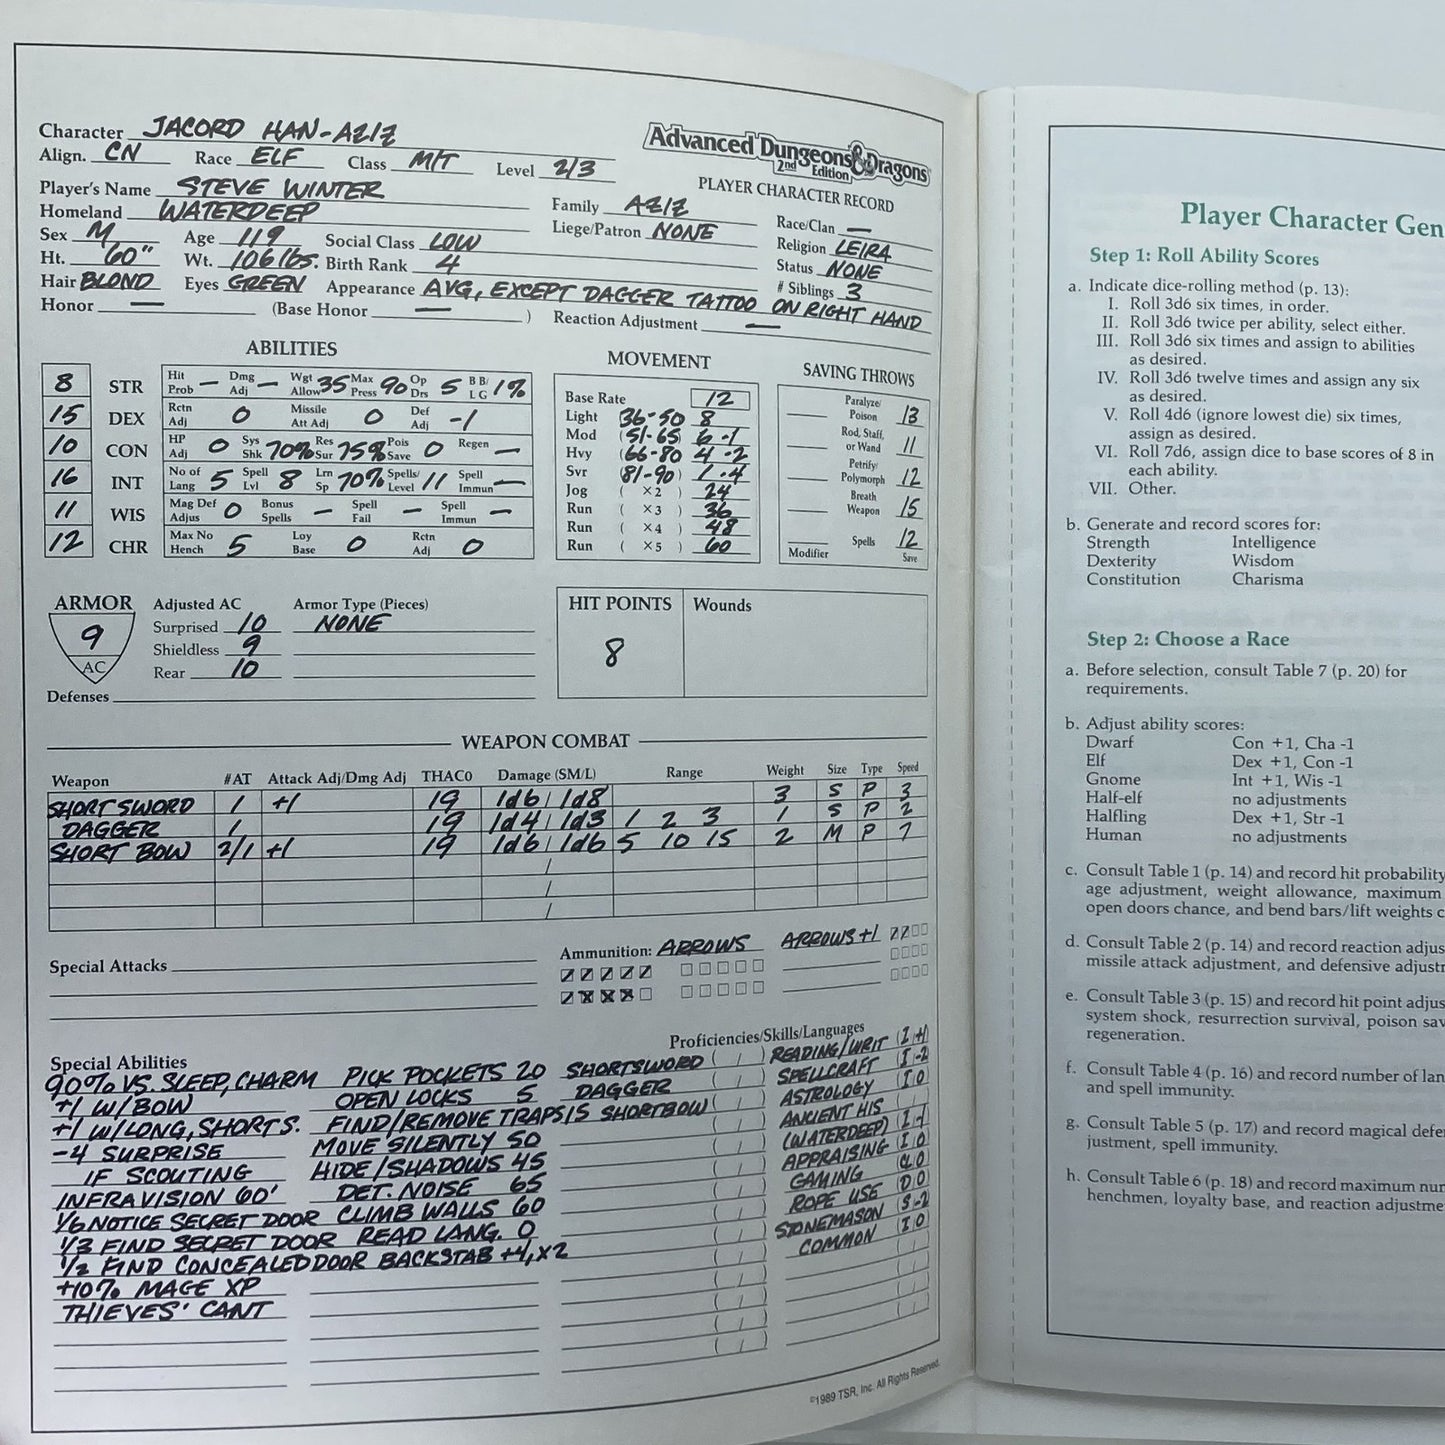 Character JACORD HAN-AZIZ
Advanced Dungeons & Dragons
2nd Edition
PLAYER CHARACTER RECORD
Align. CN Race ELF Class M/T Level 2/3
Player's Name STEVE WINTER Family AZIZ Race/Clan —
Homeland WATERDEEP Liege/Patron NONE Religion LEIRA
Sex M Age 119 Social Class LOW Status NONE
Ht. 60" Wt. 106 lbs. Birth Rank 4 # Siblings 3
Hair BLOND Eyes GREEN Appearance AVG, EXCEPT DAGGER TATTOO ON RIGHT HAND
Honor — (Base Honor — ) Reaction Adjustment —
ABILITIES
8 STR Hit Prob — Dmg Adj — Wgt Allow 35 Max Press 90 Op Drs 5 B B/ L G 1%
15 DEX Rctn Adj 0 Missile Att Adj 0 Def Adj -1
10 CON HP Adj 0 Sys Shk 70% Res Sur 75% Pois Save 0 Regen —
16 INT No of Lang 5 Spell Lvl 8 Lrn Sp 70% Spells/ Level 11 Spell Immun —
11 WIS Mag Def Adjus 0 Bonus Spells — Spell Fail — Spell Immun —
12 CHR Max No Hench 5 Loy Base 0 Rctn Adj 0
MOVEMENT
Base Rate 12
Light (36-50 8
Mod (51-65) 6 -1
Hvy (66-80 4 -2
Svr (81-90) 1 -4
Jog ( ×2 ) 24
Run ( ×3 ) 36
Run ( ×4 ) 48
Run ( ×5 ) 60
SAVING THROWS
Paralyze/ Poison 13
Rod, Staff, or Wand 11
Petrify/ Polymorph 12
Breath Weapon 15
Spells 12
Modifier Save
ARMOR
9
AC
Adjusted AC Armor Type (Pieces)
Surprised 10 NONE
Shieldless 9
Rear 10
Defenses
HIT POINTS Wounds
8
WEAPON COMBAT
Weapon #AT Attack Adj/Dmg Adj THAC0 Damage (SM/L) Range Weight Size Type Speed
SHORT SWORD 1 +1 19 1d6/1d8 3 S P 3
DAGGER 1 19 1d4/1d3 1 2 3 1 S P 2
SHORT BOW 2/1 +1 19 1d6/1d6 5 10 15 2 M P 7
/
/
/
Special Attacks
Ammunition: ARROWS ARROWS +1
Special Abilities
90% VS. SLEEP, CHARM
+1 W/BOW
+1 W/LONG, SHORT S.
-4 SURPRISE
IF SCOUTING
INFRAVISION 60'
1/6 NOTICE SECRET DOOR
1/3 FIND SECRET DOOR
1/2 FIND CONCEALED DOOR
+10% MAGE XP
THIEVES' CANT
PICK POCKETS 20
OPEN LOCKS 5
FIND/REMOVE TRAPS 15
MOVE SILENTLY 50
HIDE/SHADOWS 45
DET. NOISE 65
CLIMB WALLS 60
READ LANG. 0
BACKSTAB +4, X2
Proficiencies/Skills/Languages
SHORTSWORD ( / )
DAGGER ( / )
SHORTBOW ( / )
READING/WRIT (I +1
SPELLCRAFT (I -2
ASTROLOGY (I 0
ANCIENT HIS ( / )
(WATERDEEP) (I -1
APPRAISING (I 0
GAMING
ROPE USE (D 0
STONEMASON (S -2
COMMON (I 0
©1989 TSR, Inc. All Rights Reserved.
Player Character Gen
Step 1: Roll Ability Scores
a. Indicate dice-rolling method (p. 13):
I. Roll 3d6 six times, in order.
II. Roll 3d6 twice per ability, select either.
III. Roll 3d6 six times and assign to abilities
as desired.
IV. Roll 3d6 twelve times and assign any six
as desired.
V. Roll 4d6 (ignore lowest die) six times,
assign as desired.
VI. Roll 7d6, assign dice to base scores of 8 in
each ability.
VII. Other.
b. Generate and record scores for:
Strength Intelligence
Dexterity Wisdom
Constitution Charisma
Step 2: Choose a Race
a. Before selection, consult Table 7 (p. 20) for
requirements.
b. Adjust ability scores:
Dwarf Con +1, Cha -1
Elf Dex +1, Con -1
Gnome Int +1, Wis -1
Half-elf no adjustments
Halfling Dex +1, Str -1
Human no adjustments
c. Consult Table 1 (p. 14) and record hit probability
age adjustment, weight allowance, maximum
open doors chance, and bend bars/lift weights c
d. Consult Table 2 (p. 14) and record reaction adjus
missile attack adjustment, and defensive adjustr
e. Consult Table 3 (p. 15) and record hit point adjus
system shock, resurrection survival, poison sav
regeneration.
f. Consult Table 4 (p. 16) and record number of lan
and spell immunity.
g. Consult Table 5 (p. 17) and record magical defe
justment, spell immunity.
h. Consult Table 6 (p. 18) and record maximum nu
henchmen, loyalty base, and reaction adjustme